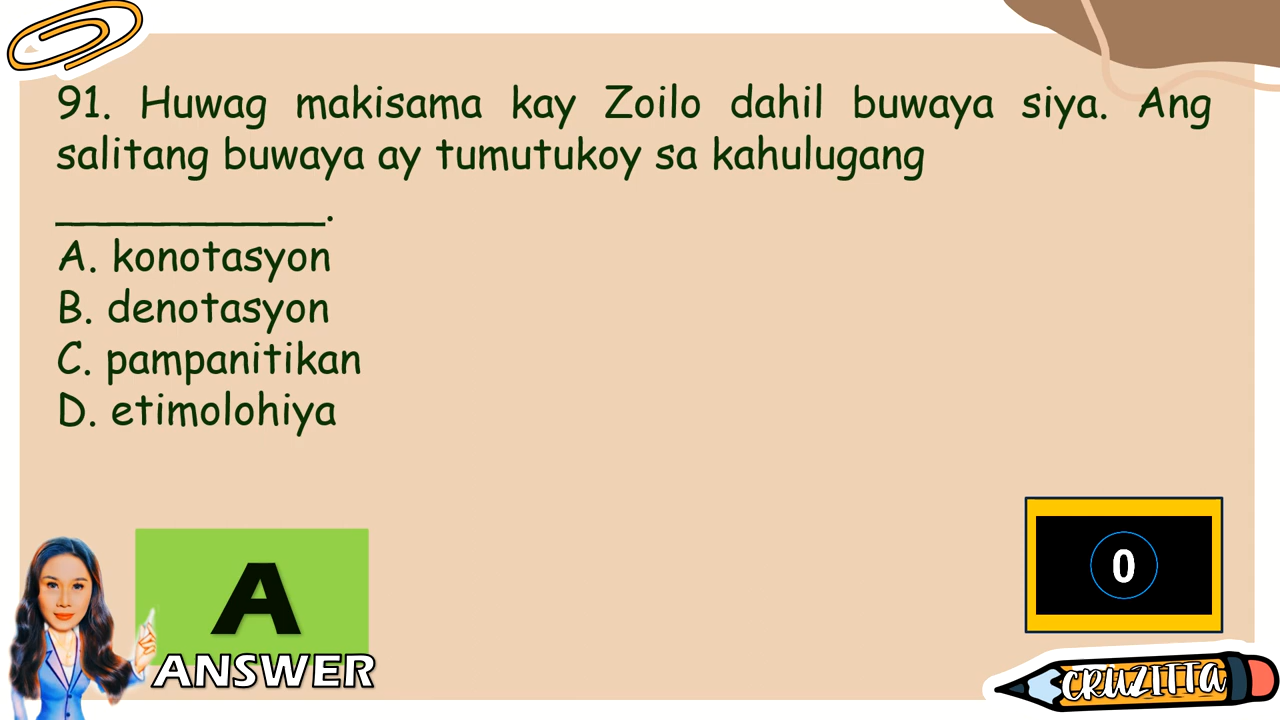 91. Huwag makisama kay Zoilo dahil buwaya siya. Ang
salitang buwaya ay tumutukoy sa kahulugang
____________.
A. konotasyon
B. denotasyon
C. pampanitikan
D. etimolohiya
A
ANSWER
0
CRUZITTA